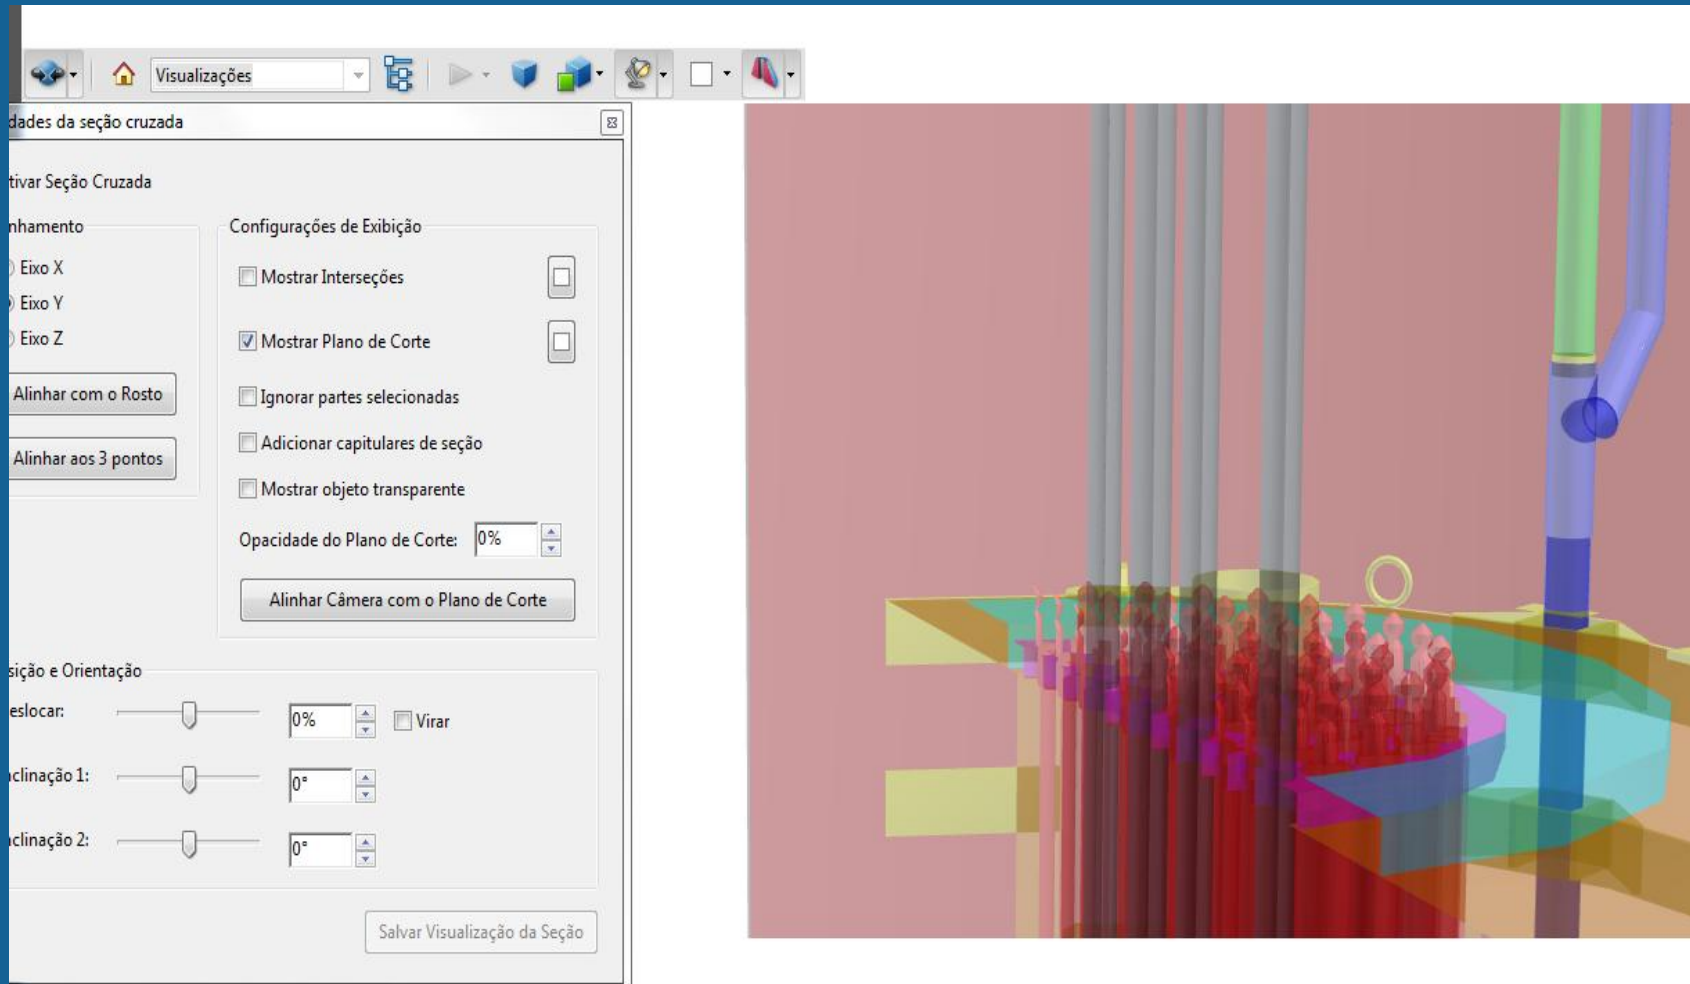 Visualizações
dades da seção cruzada
tivar Seção Cruzada
nhamento
Eixo X
Eixo Y
Eixo Z
Alinhar com o Rosto
Alinhar aos 3 pontos
Configurações de Exibição
Mostrar Interseções
Mostrar Plano de Corte
Ignorar partes selecionadas
Adicionar capitulares de seção
Mostrar objeto transparente
Opacidade do Plano de Corte: 0%
Alinhar Câmera com o Plano de Corte
sição e Orientação
eslocar: 0% Virar
nclinação 1: 0°
nclinação 2: 0°
Salvar Visualização da Seção